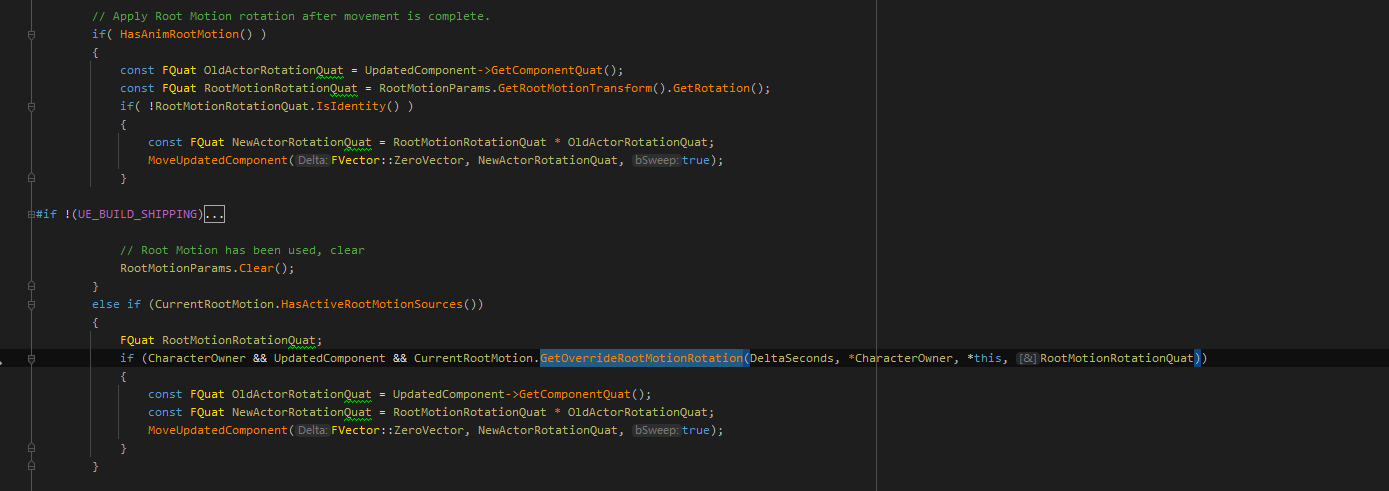 // Apply Root Motion rotation after movement is complete.
if( HasAnimRootMotion() )
{
const FQuat OldActorRotationQuat = UpdatedComponent->GetComponentQuat();
const FQuat RootMotionRotationQuat = RootMotionParams.GetRootMotionTransform().GetRotation();
if( !RootMotionRotationQuat.IsIdentity() )
{
const FQuat NewActorRotationQuat = RootMotionRotationQuat * OldActorRotationQuat;
MoveUpdatedComponent(Delta:FVector::ZeroVector, NewActorRotationQuat, bSweep:true);
}
#if !(UE_BUILD_SHIPPING)...
// Root Motion has been used, clear
RootMotionParams.Clear();
}
else if (CurrentRootMotion.HasActiveRootMotionSources())
{
FQuat RootMotionRotationQuat;
if (CharacterOwner && UpdatedComponent && CurrentRootMotion.GetOverrideRootMotionRotation(DeltaSeconds, *CharacterOwner, *this, [&]RootMotionRotationQuat))
{
const FQuat OldActorRotationQuat = UpdatedComponent->GetComponentQuat();
const FQuat NewActorRotationQuat = RootMotionRotationQuat * OldActorRotationQuat;
MoveUpdatedComponent(Delta:FVector::ZeroVector, NewActorRotationQuat, bSweep:true);
}
}